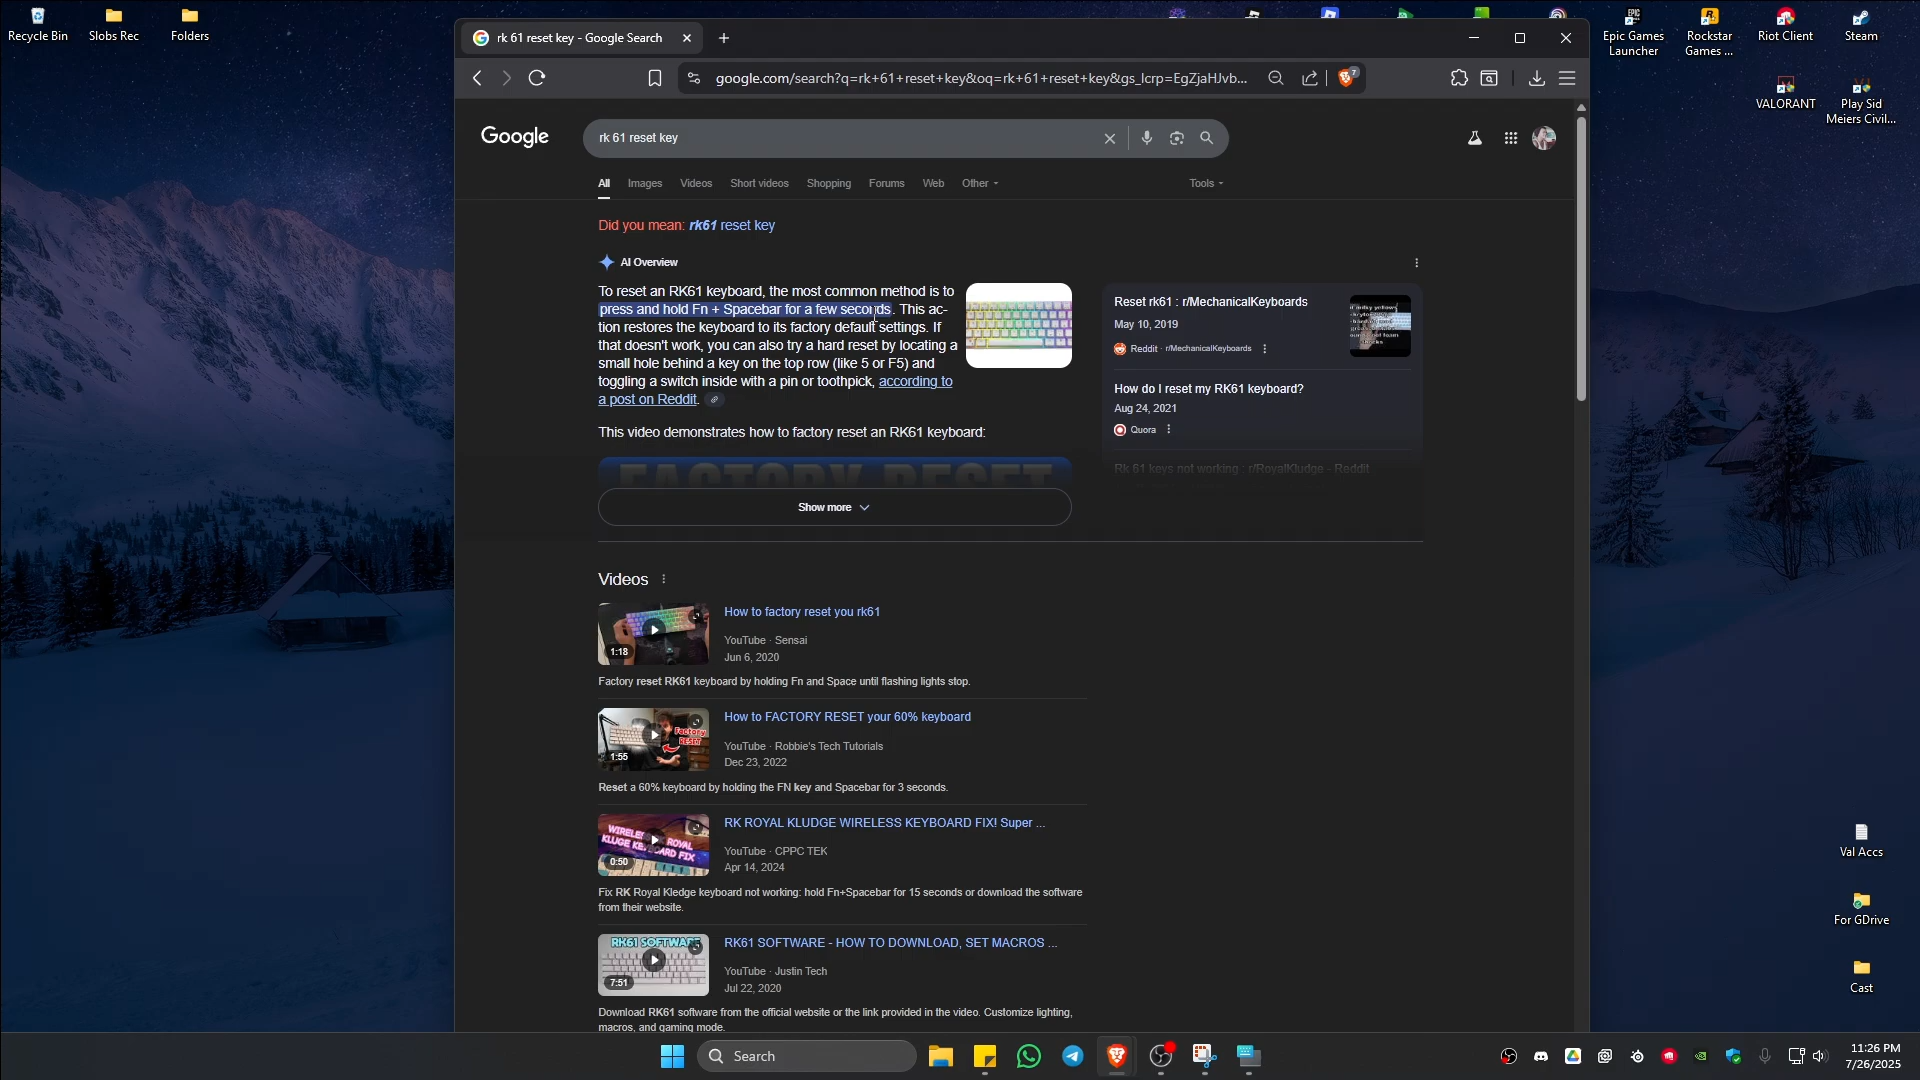 Recycle Bin
Slobs Rec
Folders
rk 61 reset key - Google Search
Epic Games
Launcher
Rockstar
Games ...
Riot Client
Steam
google.com/search?q=rk+61+reset+key&oq=rk+61+reset+key&gs_lcrp=EgZjaHJvb...
7
VALORANT
Play Sid
Meiers Civil...
Google
rk 61 reset key
All
Images
Videos
Short videos
Shopping
Forums
Web
Other
Tools
Did you mean: rk61 reset key
AI Overview
To reset an RK61 keyboard, the most common method is to
press and hold Fn + Spacebar for a few seconds. This ac-
tion restores the keyboard to its factory default settings. If
that doesn't work, you can also try a hard reset by locating a
small hole behind a key on the top row (like 5 or F5) and
toggling a switch inside with a pin or toothpick, according to
a post on Reddit.
This video demonstrates how to factory reset an RK61 keyboard:
FACTORY RESET
Show more
Reset rk61 : r/MechanicalKeyboards
May 10, 2019
Reddit · r/MechanicalKeyboards
How do I reset my RK61 keyboard?
Aug 24, 2021
Quora
Rk 61 keys not working : r/RoyalKludge - Reddit
Videos
How to factory reset you rk61
YouTube · Sensai
Jun 6, 2020
1:18
Factory reset RK61 keyboard by holding Fn and Space until flashing lights stop.
How to FACTORY RESET your 60% keyboard
YouTube · Robbie's Tech Tutorials
Dec 23, 2022
Factory
RESET
1:55
Reset a 60% keyboard by holding the FN key and Spacebar for 3 seconds.
RK ROYAL KLUDGE WIRELESS KEYBOARD FIX! Super ...
YouTube · CPPC TEK
Apr 14, 2024
0:50
Fix RK Royal Kledge keyboard not working: hold Fn+Spacebar for 15 seconds or download the software
from their website.
RK61 SOFTWARE
RK61 SOFTWARE - HOW TO DOWNLOAD, SET MACROS ...
YouTube · Justin Tech
Jul 22, 2020
7:51
Download RK61 software from the official website or the link provided in the video. Customize lighting,
macros, and gaming mode.
Val Accs
For GDrive
Cast
Search
11:26 PM
7/26/2025